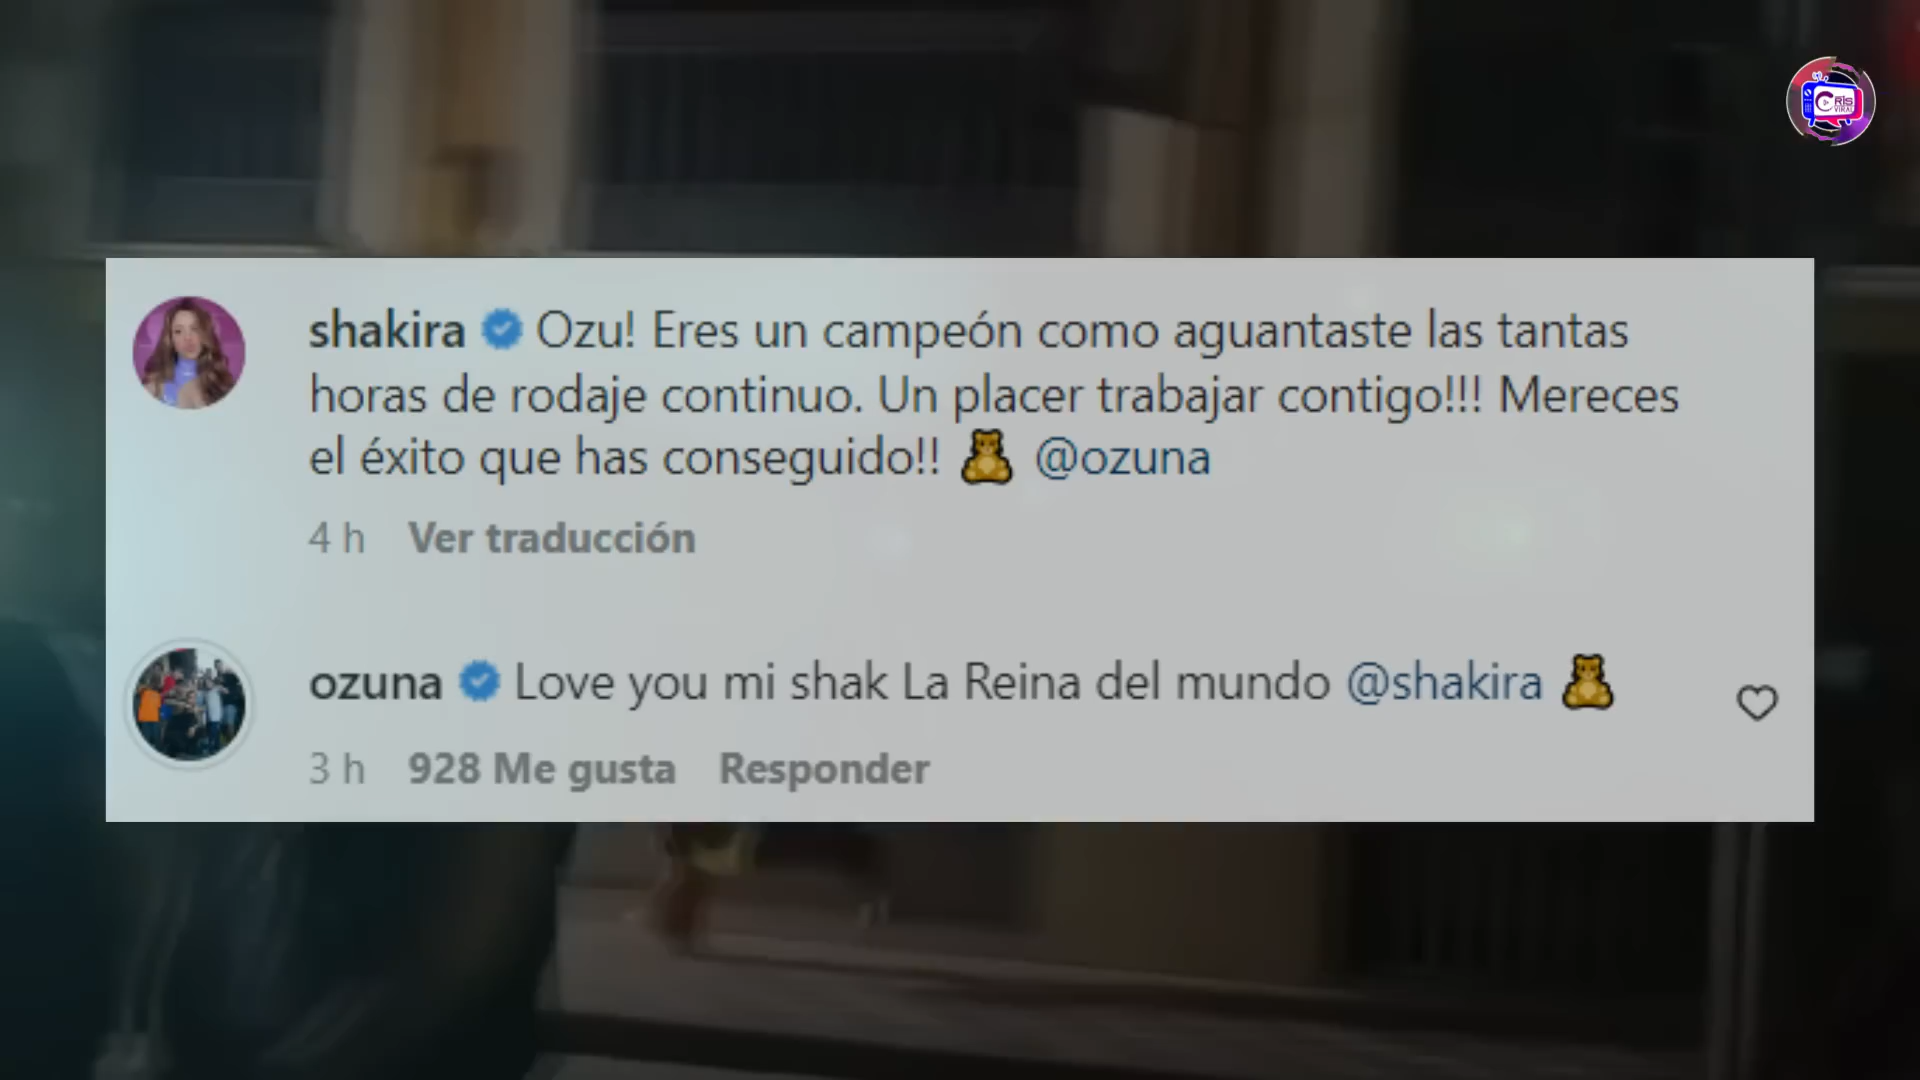 CRIS
VIRAL
shakira Ozu! Eres un campeón como aguantaste las tantas
horas de rodaje continuo. Un placer trabajar contigo!!! Mereces
el éxito que has conseguido!! 🧸 @ozuna
4 h Ver traducción
ozuna Love you mi shak La Reina del mundo @shakira 🧸
3 h 928 Me gusta Responder